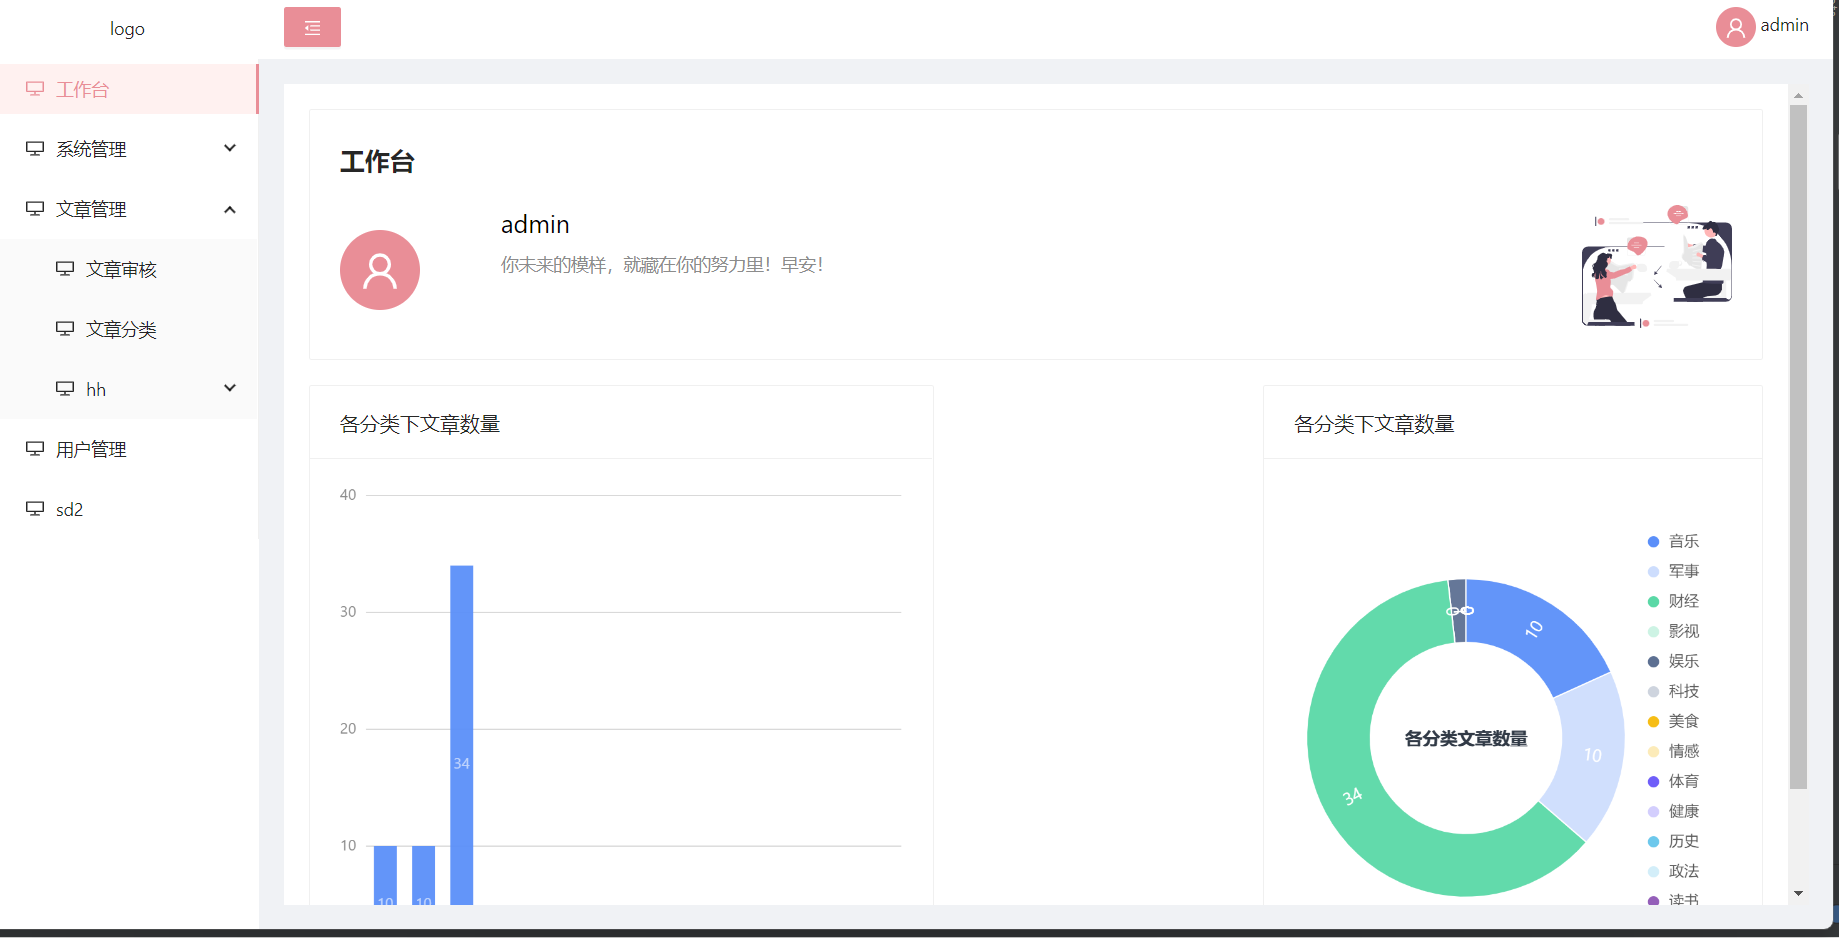 logo
admin
工作台
系统管理
文章管理
文章审核
文章分类
hh
用户管理
sd2
工作台
admin
你未来的模样，就藏在你的努力里！早安！
各分类下文章数量
40
30
20
10
34
10
10
各分类下文章数量
0
0
10
10
34
各分类文章数量
音乐
军事
财经
影视
娱乐
科技
美食
情感
体育
健康
历史
政法
读书